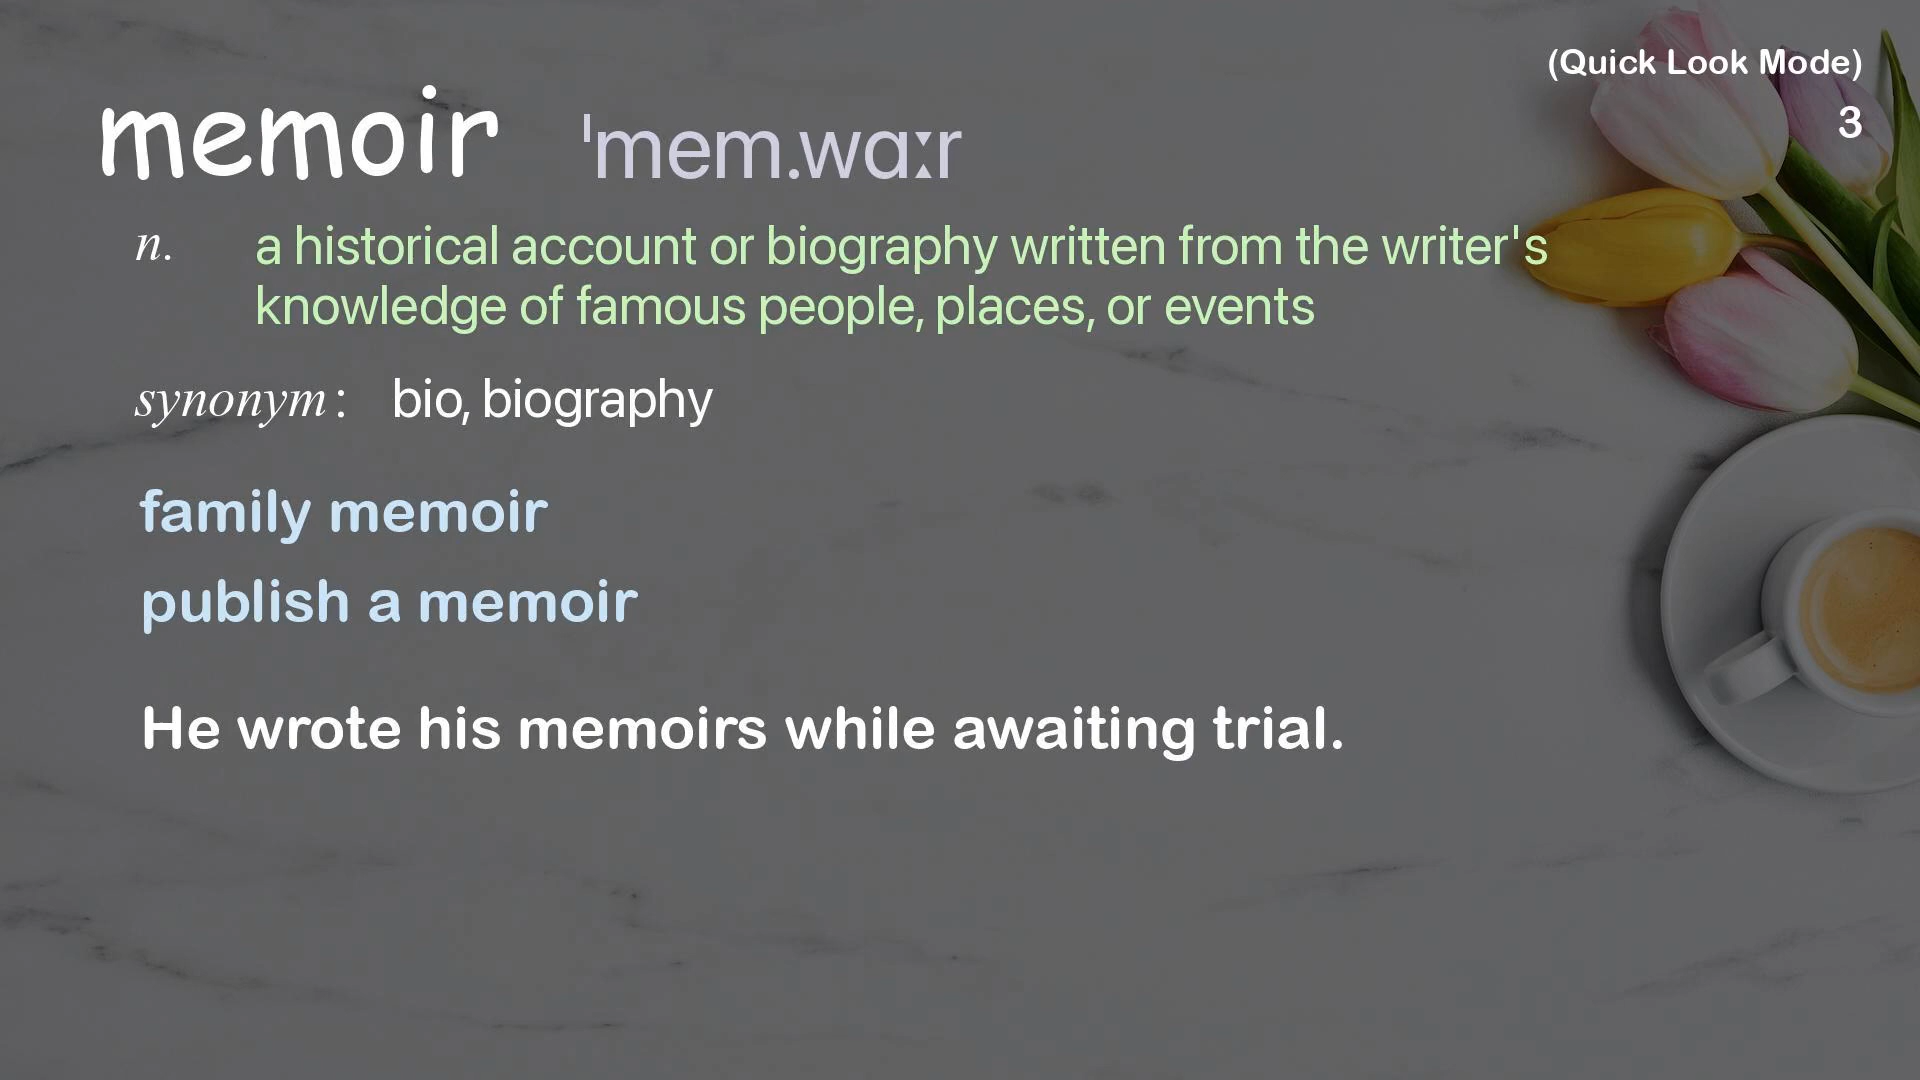 (Quick Look Mode)
3
memoir ˈmem.wɑːr
n. a historical account or biography written from the writer's
knowledge of famous people, places, or events
synonym: bio, biography
family memoir
publish a memoir
He wrote his memoirs while awaiting trial.